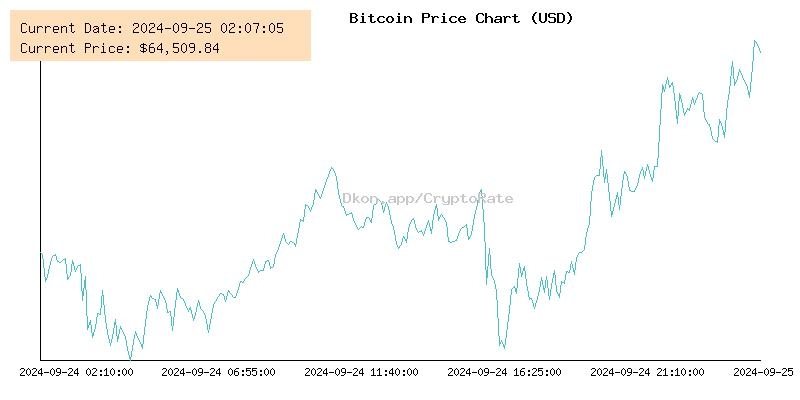 Bitcoin Price Chart (USD)
Current Date: 2024-09-25 02:07:05
Current Price: $64,509.84
Dkon.app/CryptoRate
2024-09-24 02:10:00 2024-09-24 06:55:00 2024-09-24 11:40:00 2024-09-24 16:25:00 2024-09-24 21:10:00 2024-09-25